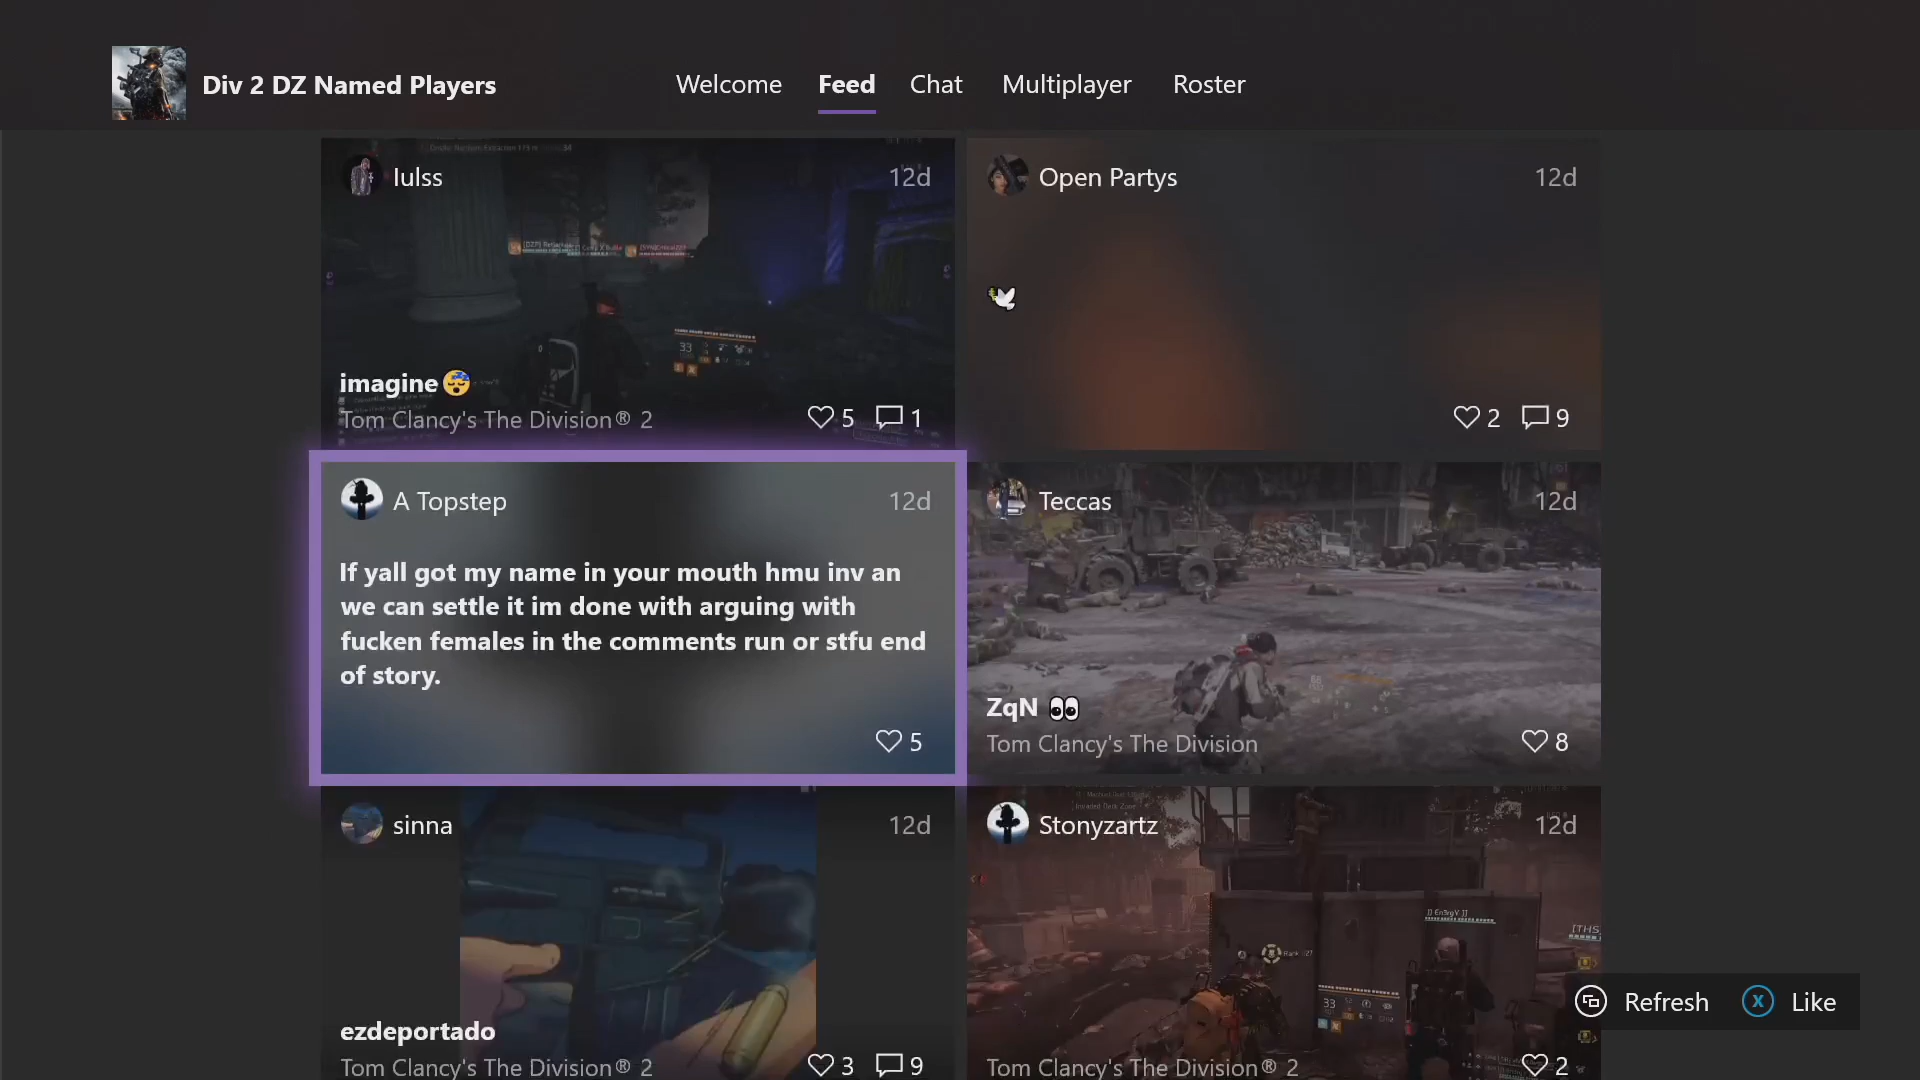 Div 2 DZ Named Players
Welcome
Feed
Chat
Multiplayer
Roster
Iulss
12d
33
imagine
Tom Clancy's The Division® 2
5
1
Open Partys
12d
2
9
A Topstep
12d
If yall got my name in your mouth hmu inv an
we can settle it im done with arguing with
fucken females in the comments run or stfu end
of story.
5
Teccas
12d
ZqN
Tom Clancy's The Division
8
sinna
12d
ezdeportado
Tom Clancy's The Division® 2
3
9
Stonyzartz
12d
33
Tom Clancy's The Division® 2
2
Refresh
X
Like